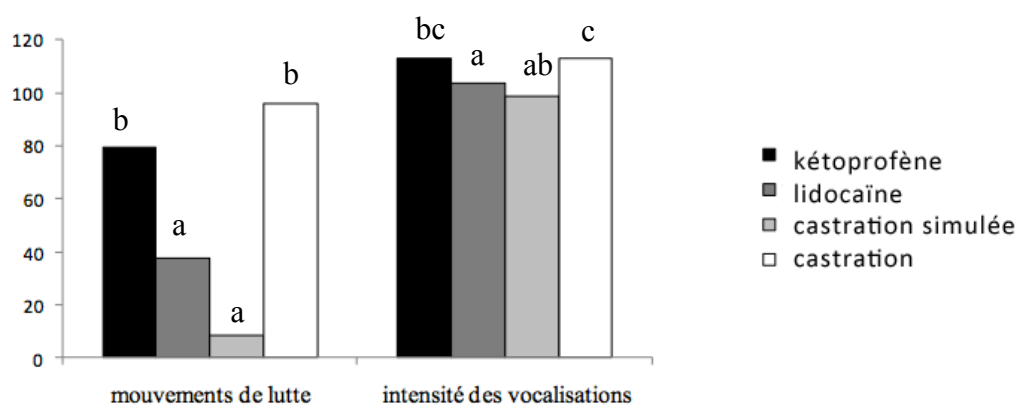 120
100
80
60
40
20
0
b
a
a
b
bc
a
ab
c
mouvements de lutte
intensité des vocalisations
kétoprofène
lidocaïne
castration simulée
castration